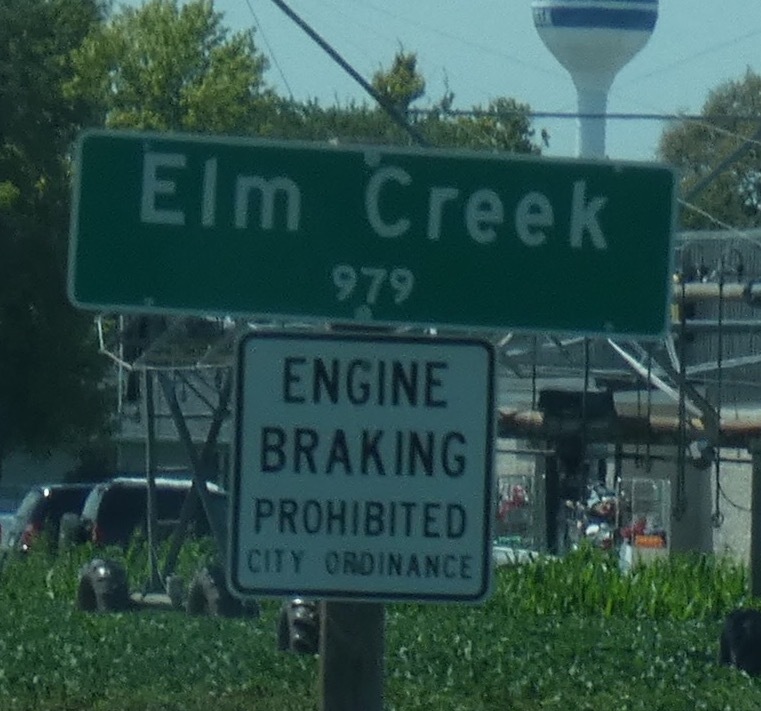 Elm Creek
979
ENGINE
BRAKING
PROHIBITED
CITY ORDINANCE